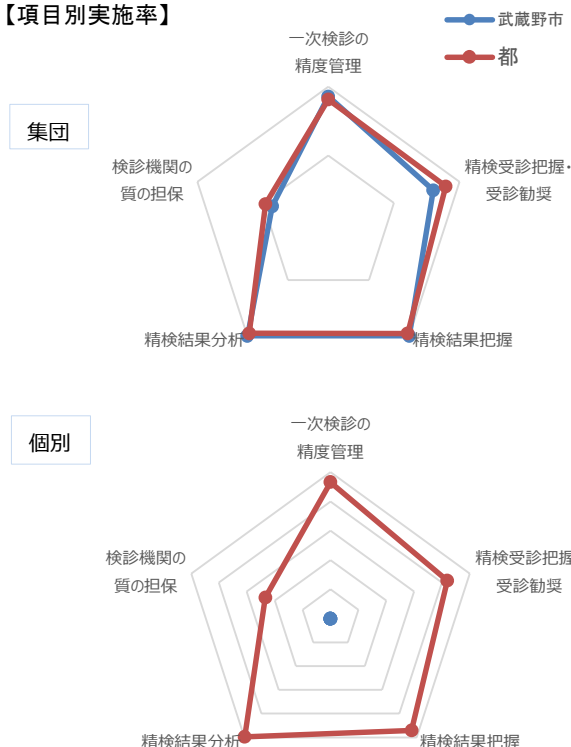 【項目別実施率】
武蔵野市
都
集団
一次検診の
精度管理
精検受診把握・
受診勧奨
精検結果把握
精検結果分析
検診機関の
質の担保
個別
一次検診の
精度管理
精検受診把握
受診勧奨
精検結果把握
精検結果分析
検診機関の
質の担保